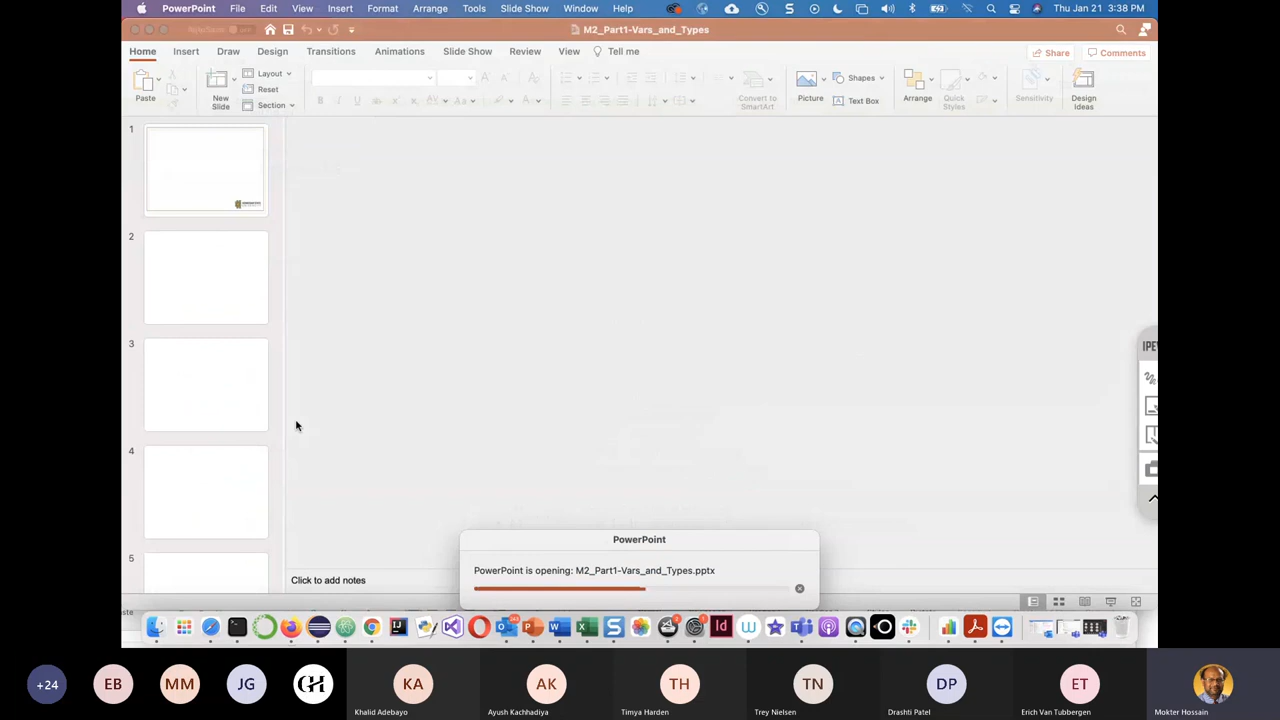 PowerPoint File Edit View Insert Format Arrange Tools Slide Show Window Help Thu Jan 21 3:38 PM
M2_Part1-Vars_and_Types
Home Insert Draw Design Transitions Animations Slide Show Review View Tell me Share Comments
Paste
New
Slide
Layout
Reset
Section
Convert to
SmartArt
Picture
Shapes
Text Box
Arrange
Quick
Styles
Sensitivity
Design
Ideas
1
2
3
4
5
IPEV
PowerPoint
PowerPoint is opening: M2_Part1-Vars_and_Types.pptx
Click to add notes
+24 EB MM JG GH KA AK TH TN DP ET
Khalid Adebayo Ayush Kachhadiya Timya Harden Trey Nielsen Drashti Patel Erich Van Tubbergen Mokter Hossain